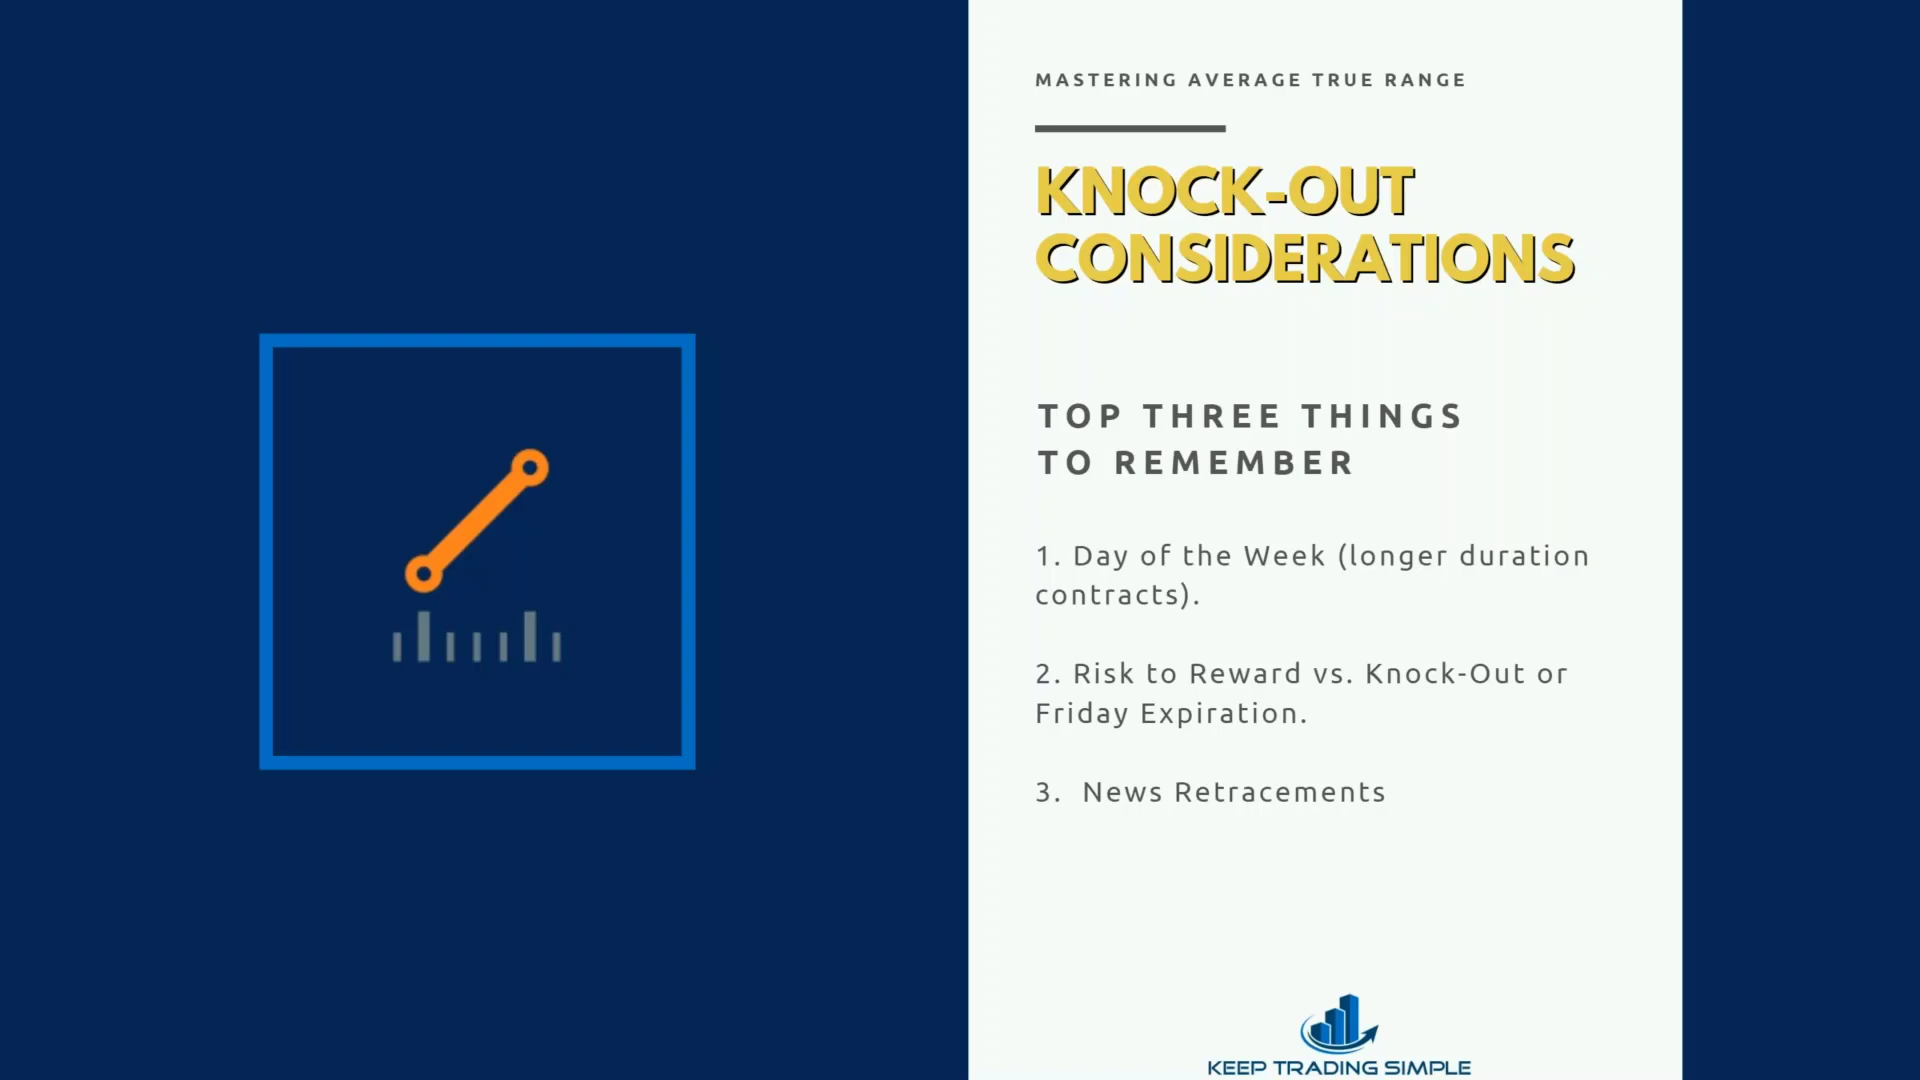 MASTERING AVERAGE TRUE RANGE
KNOCK-OUT
CONSIDERATIONS
TOP THREE THINGS
TO REMEMBER
1. Day of the Week (longer duration
contracts).
2. Risk to Reward vs. Knock-Out or
Friday Expiration.
3.  News Retracements
KEEP TRADING SIMPLE